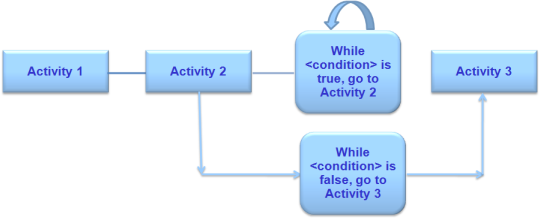 Activity 1
Activity 2
While
<condition> is
true, go to
Activity 2
Activity 3
While
<condition> is
false, go to
Activity 3